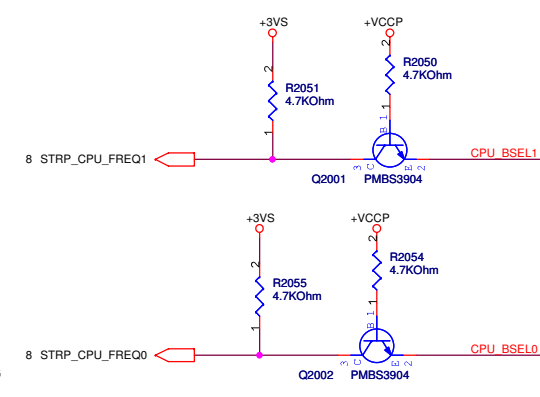 +3VS
+VCCP
2
2
R2051
4.7KOhm
R2050
4.7KOhm
1
1
B 1
8 STRP_CPU_FREQ1
3 C
E 2
CPU_BSEL1
Q2001 PMBS3904
+3VS
+VCCP
2
2
R2055
4.7KOhm
R2054
4.7KOhm
1
1
B 1
8 STRP_CPU_FREQ0
3 C
E 2
CPU_BSEL0
Q2002 PMBS3904